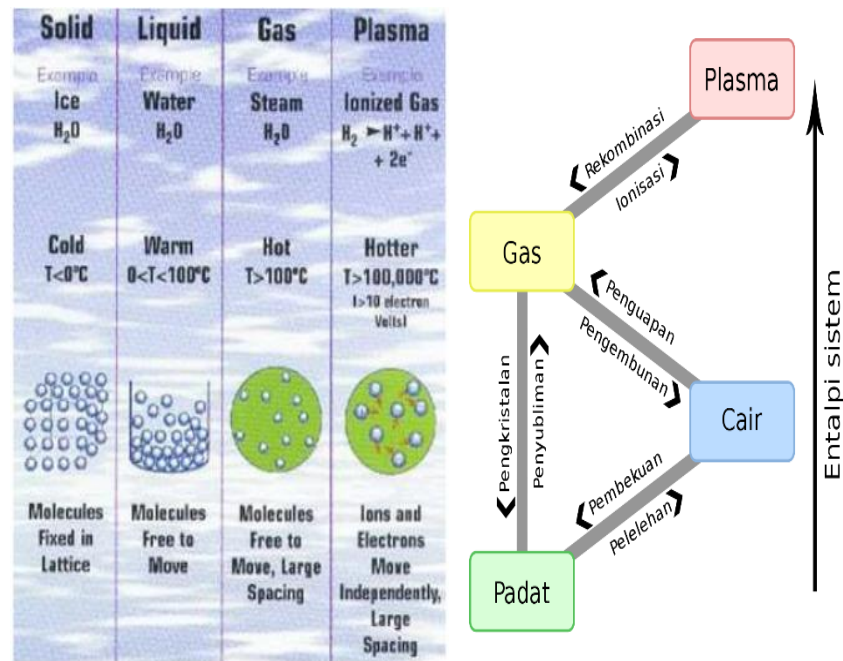 Solid
Example
Ice
H₂O
Cold
T<0°C
Molecules
Fixed in
Lattice
Liquid
Example
Water
H₂O
Warm
0<T<100°C
Molecules
Free to
Move
Gas
Example
Steam
H₂O
Hot
T>100°C
Molecules
Free to
Move, Large
Spacing
Plasma
Example
Ionized Gas
H₂ ➤H⁺+ H⁺+
+ 2e⁻
Hotter
T>100,000°C
(>10 electron
Volts)
Ions and
Electrons
Move
Independently,
Large
Spacing
Plasma
Rekombinasi
Ionisasi
Gas
Penguapan
Pengembunan
Pengkristalan
Penyubliman
Cair
Pembekuan
Pelelehan
Padat
Entalpi sistem